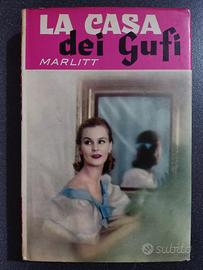 LA CASA
dei Gufi
MARLITT
subito